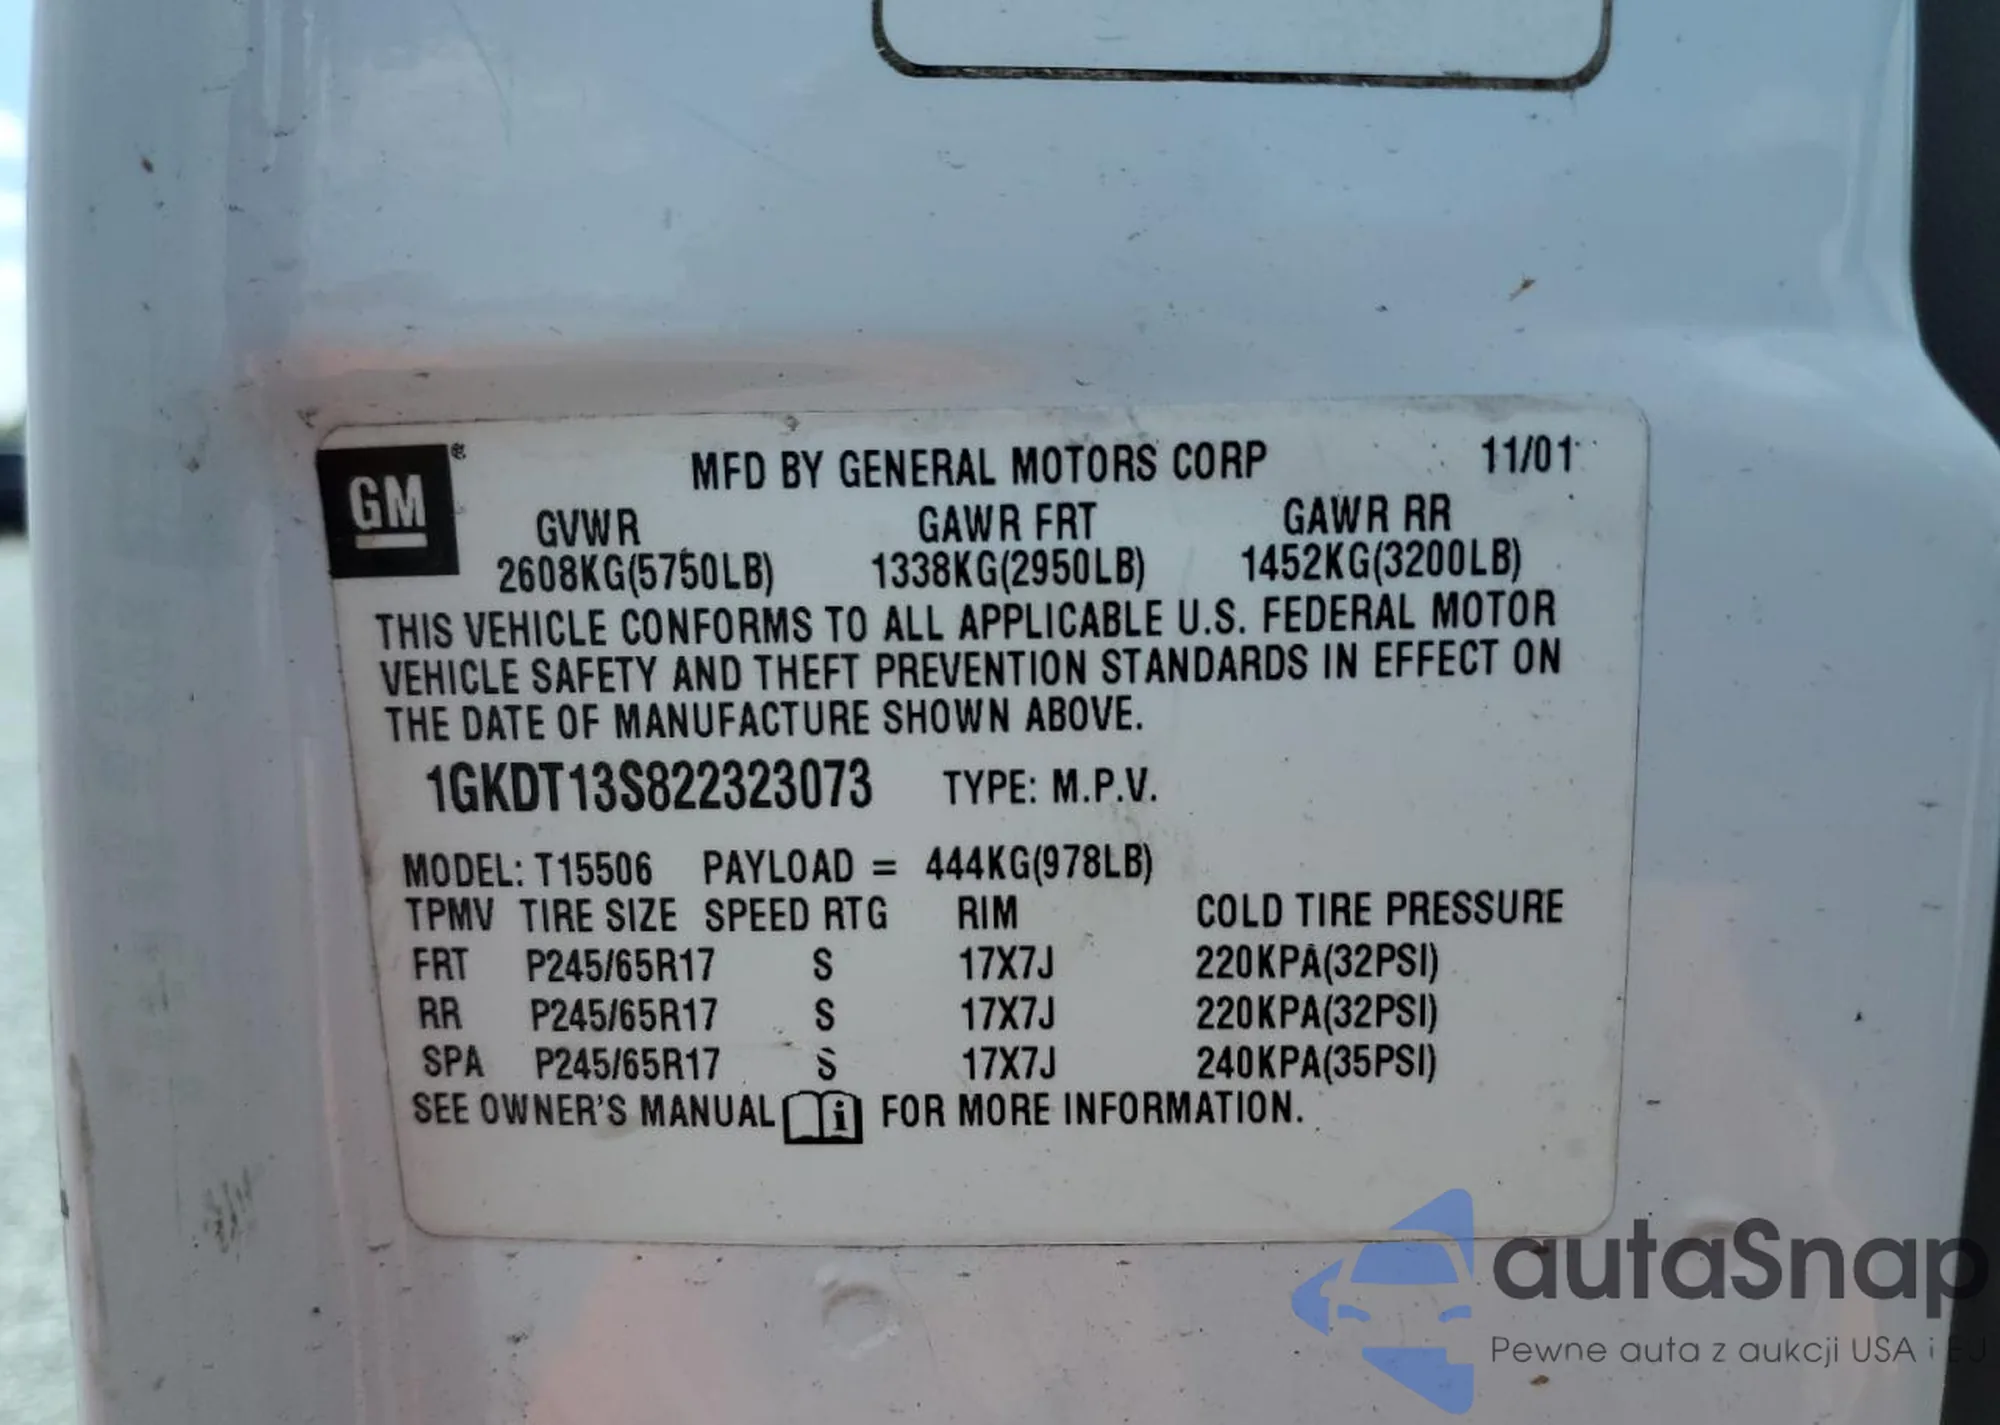 GM
MFD BY GENERAL MOTORS CORP 11/01
GVWR GAWR FRT GAWR RR
2608KG(5750LB) 1338KG(2950LB) 1452KG(3200LB)
THIS VEHICLE CONFORMS TO ALL APPLICABLE U.S. FEDERAL MOTOR
VEHICLE SAFETY AND THEFT PREVENTION STANDARDS IN EFFECT ON
THE DATE OF MANUFACTURE SHOWN ABOVE.
1GKDT13S822323073 TYPE: M.P.V.
MODEL: T15506 PAYLOAD = 444KG(978LB)
TPMV TIRE SIZE SPEED RTG RIM COLD TIRE PRESSURE
FRT P245/65R17 S 17X7J 220KPA(32PSI)
RR P245/65R17 S 17X7J 220KPA(32PSI)
SPA P245/65R17 S 17X7J 240KPA(35PSI)
SEE OWNER'S MANUAL i FOR MORE INFORMATION.
autaSnap
Pewne auta z aukcji USA i EU